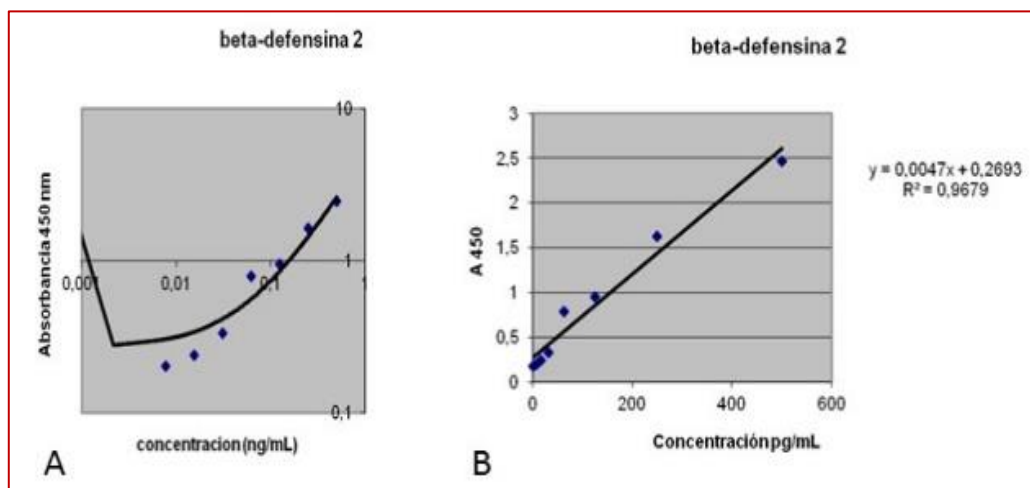 beta-defensina 2
10
1
0,001
0,01
0,1
1
0,1
Absorbancia 450 nm
concentracion (ng/mL)
A
beta-defensina 2
3
2,5
2
1,5
1
0,5
0
0
200
400
600
A 450
Concentración pg/mL
y = 0,0047x + 0,2693
R² = 0,9679
B